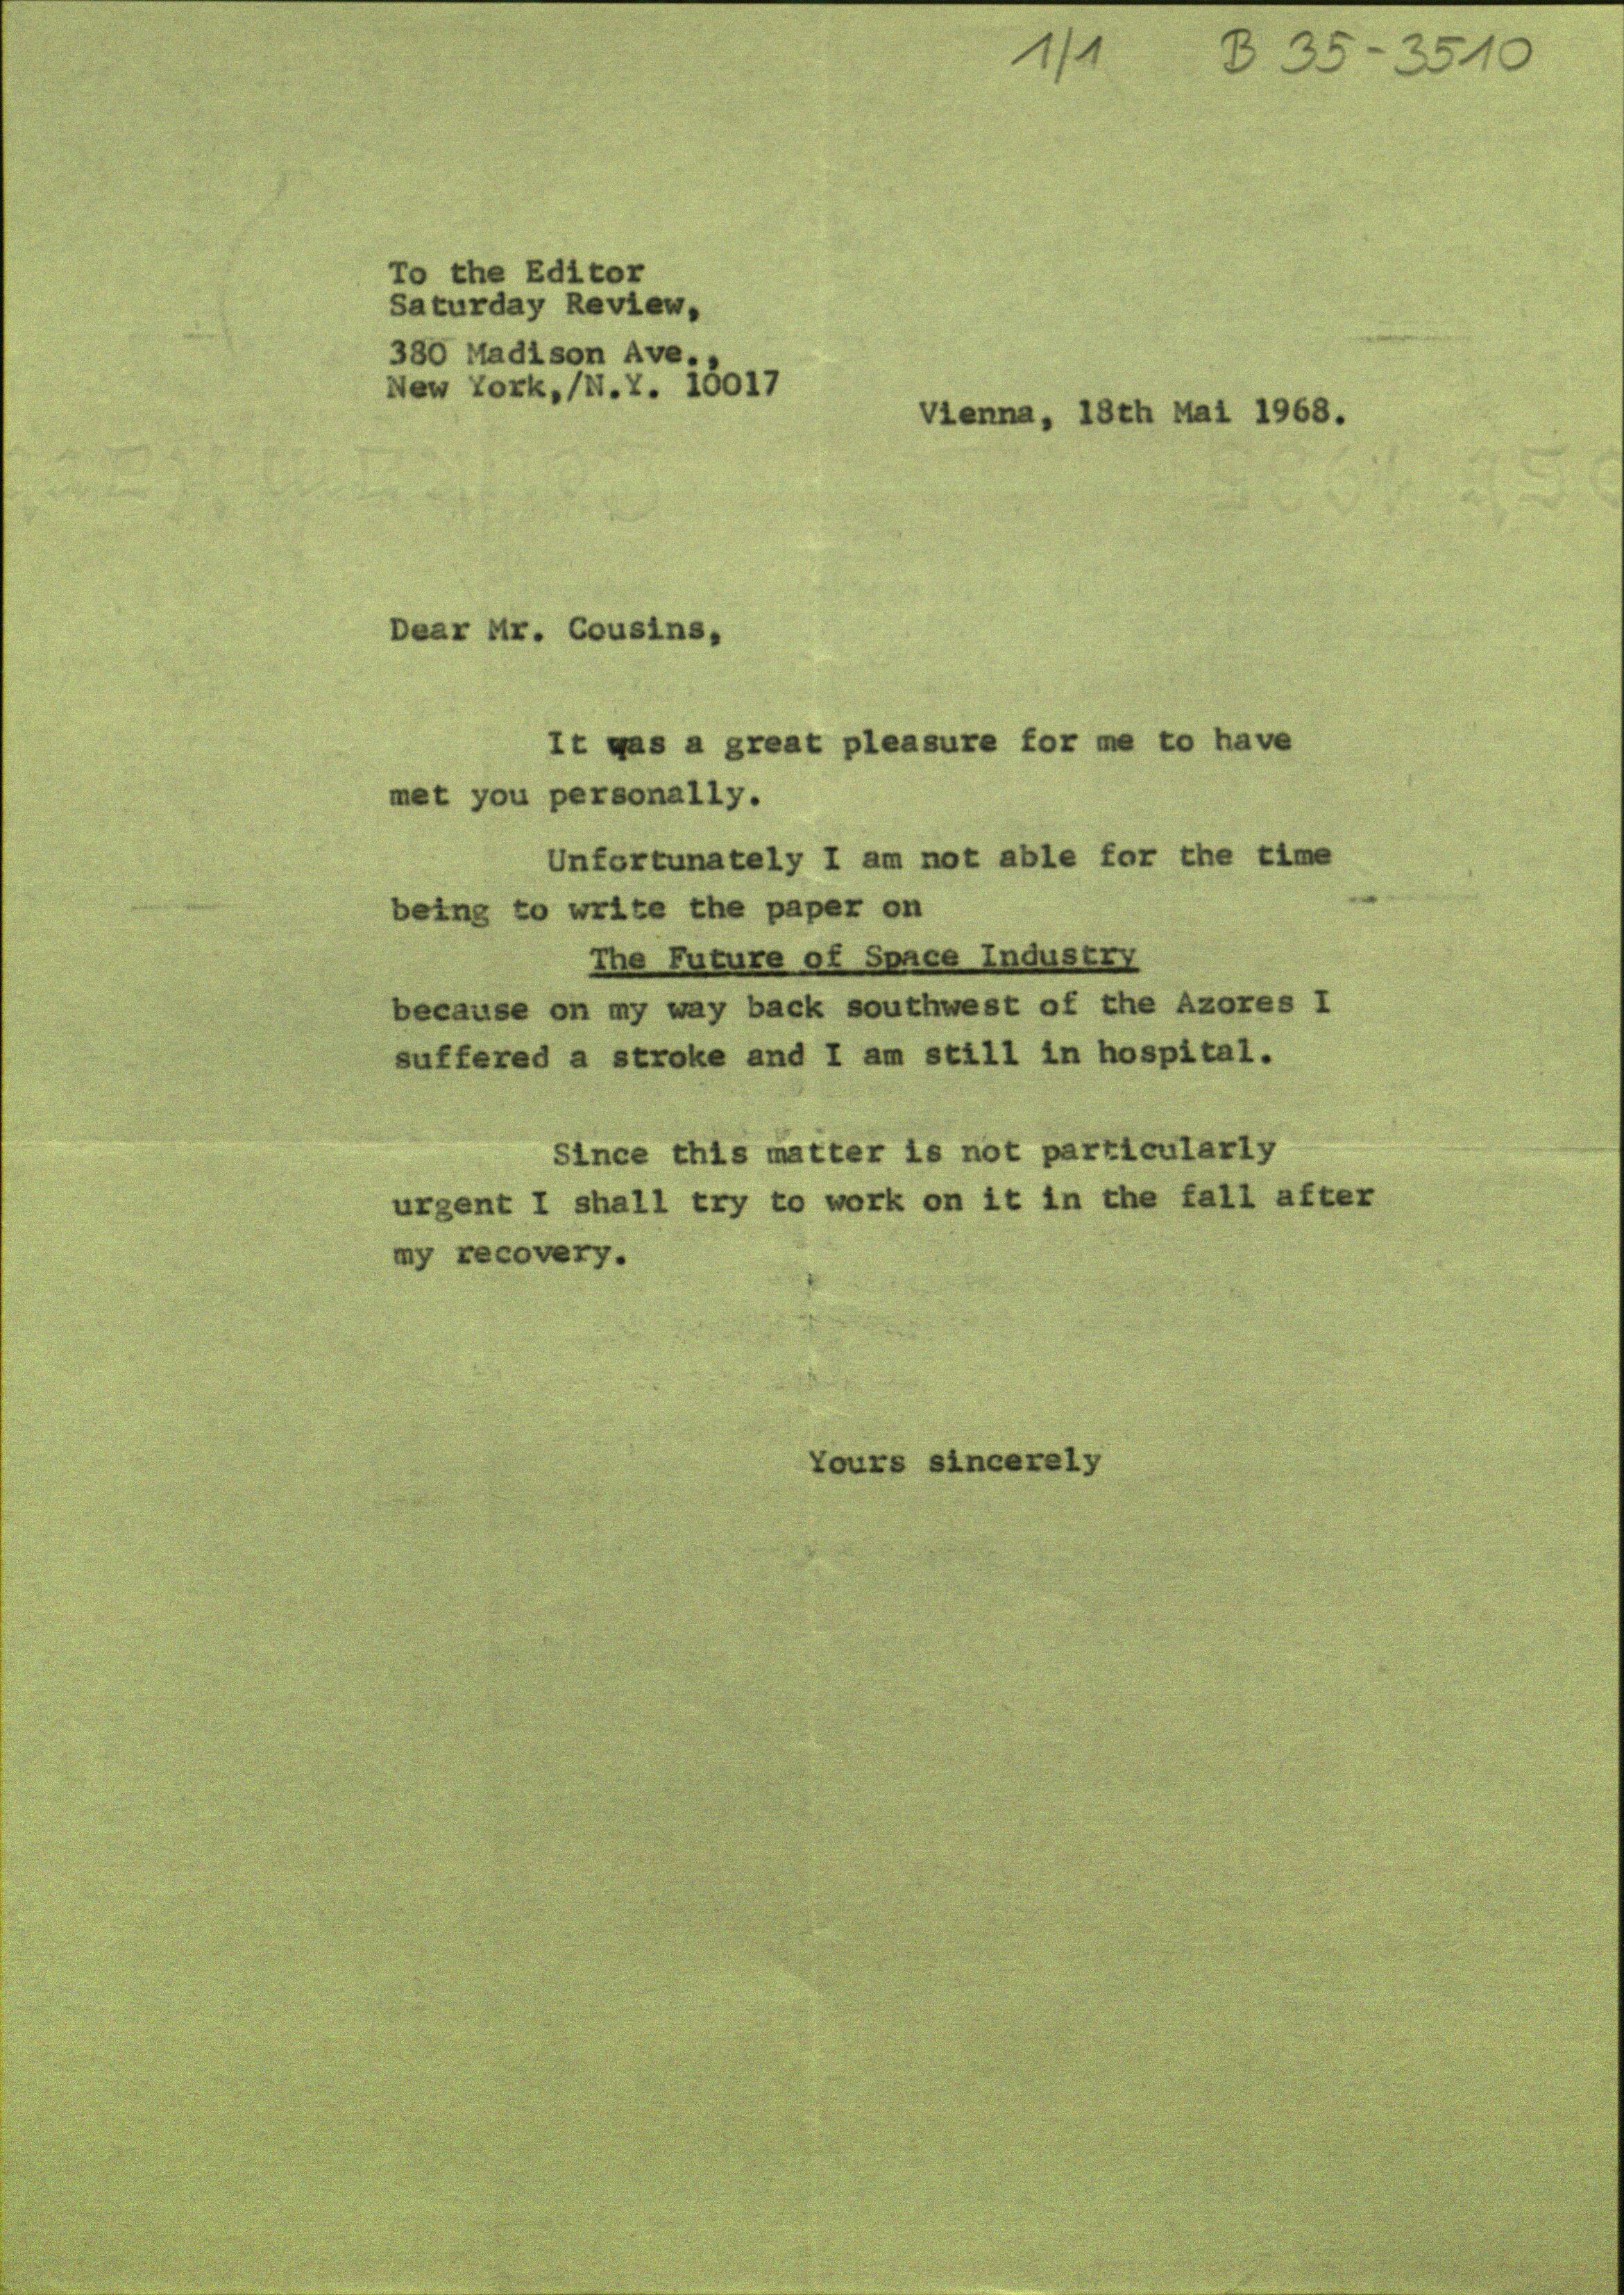 1/1 B 35-3510
To the Editor
Saturday Review,
380 Madison Ave.,
New York,/N.Y. 10017
Vienna, 18th Mai 1968.
Dear Mr. Cousins,
It was a great pleasure for me to have
met you personally.
Unfortunately I am not able for the time
being to write the paper on
The Future of Space Industry
because on my way back southwest of the Azores I
suffered a stroke and I am still in hospital.
Since this matter is not particularly
urgent I shall try to work on it in the fall after
my recovery.
Yours sincerely